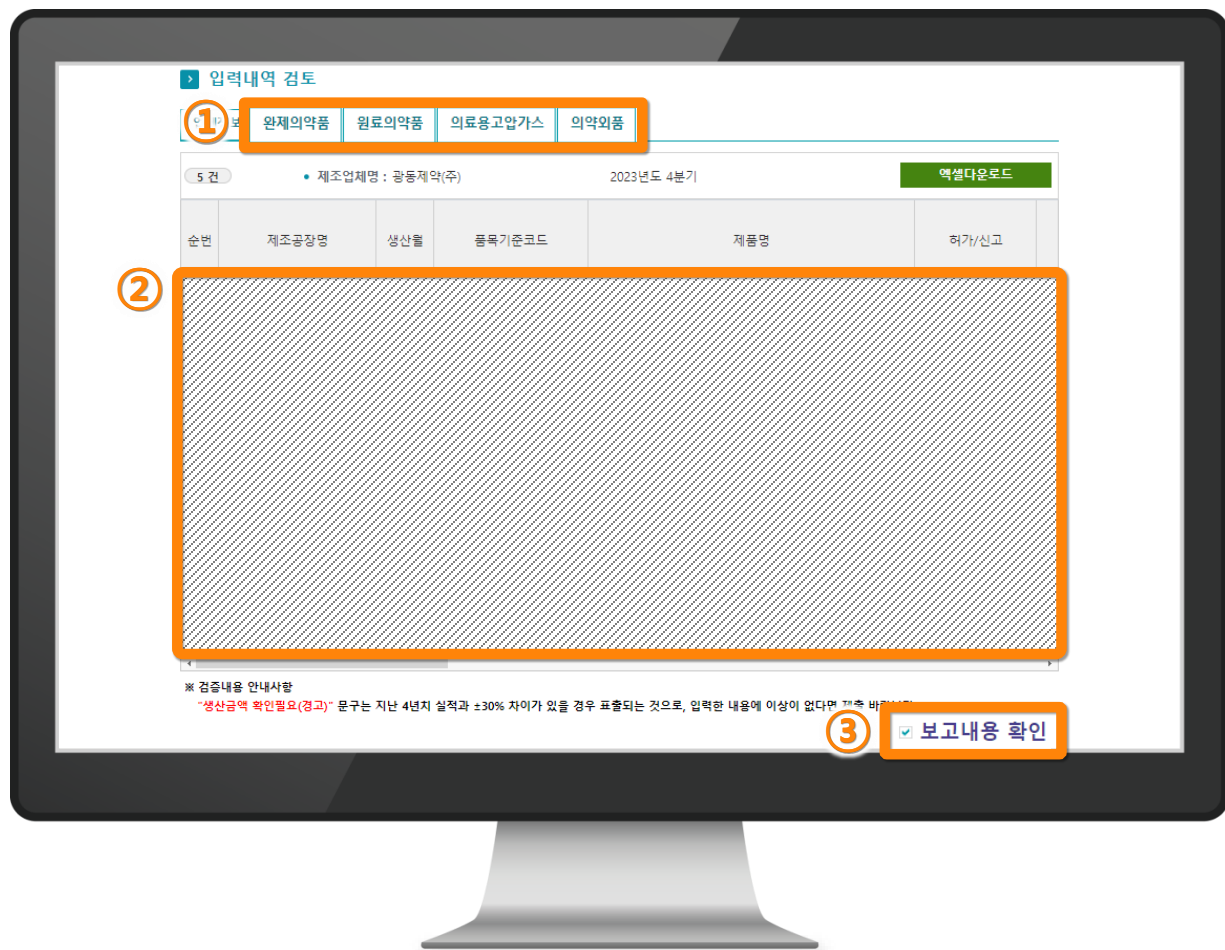 입력내역 검토
① 완제의약품 원료의약품 의료용고압가스 의약외품
5 건 • 제조업체명 : 광동제약(주) 2023년도 4분기 엑셀다운로드
순번 제조공장명 생산월 품목기준코드 제품명 허가/신고
②
※ 검증내용 안내사항
"생산금액 확인필요(경고)" 문구는 지난 4년치 실적과 ±30% 차이가 있을 경우 표출되는 것으로, 입력한 내용에 이상이 없다면
③ 보고내용 확인